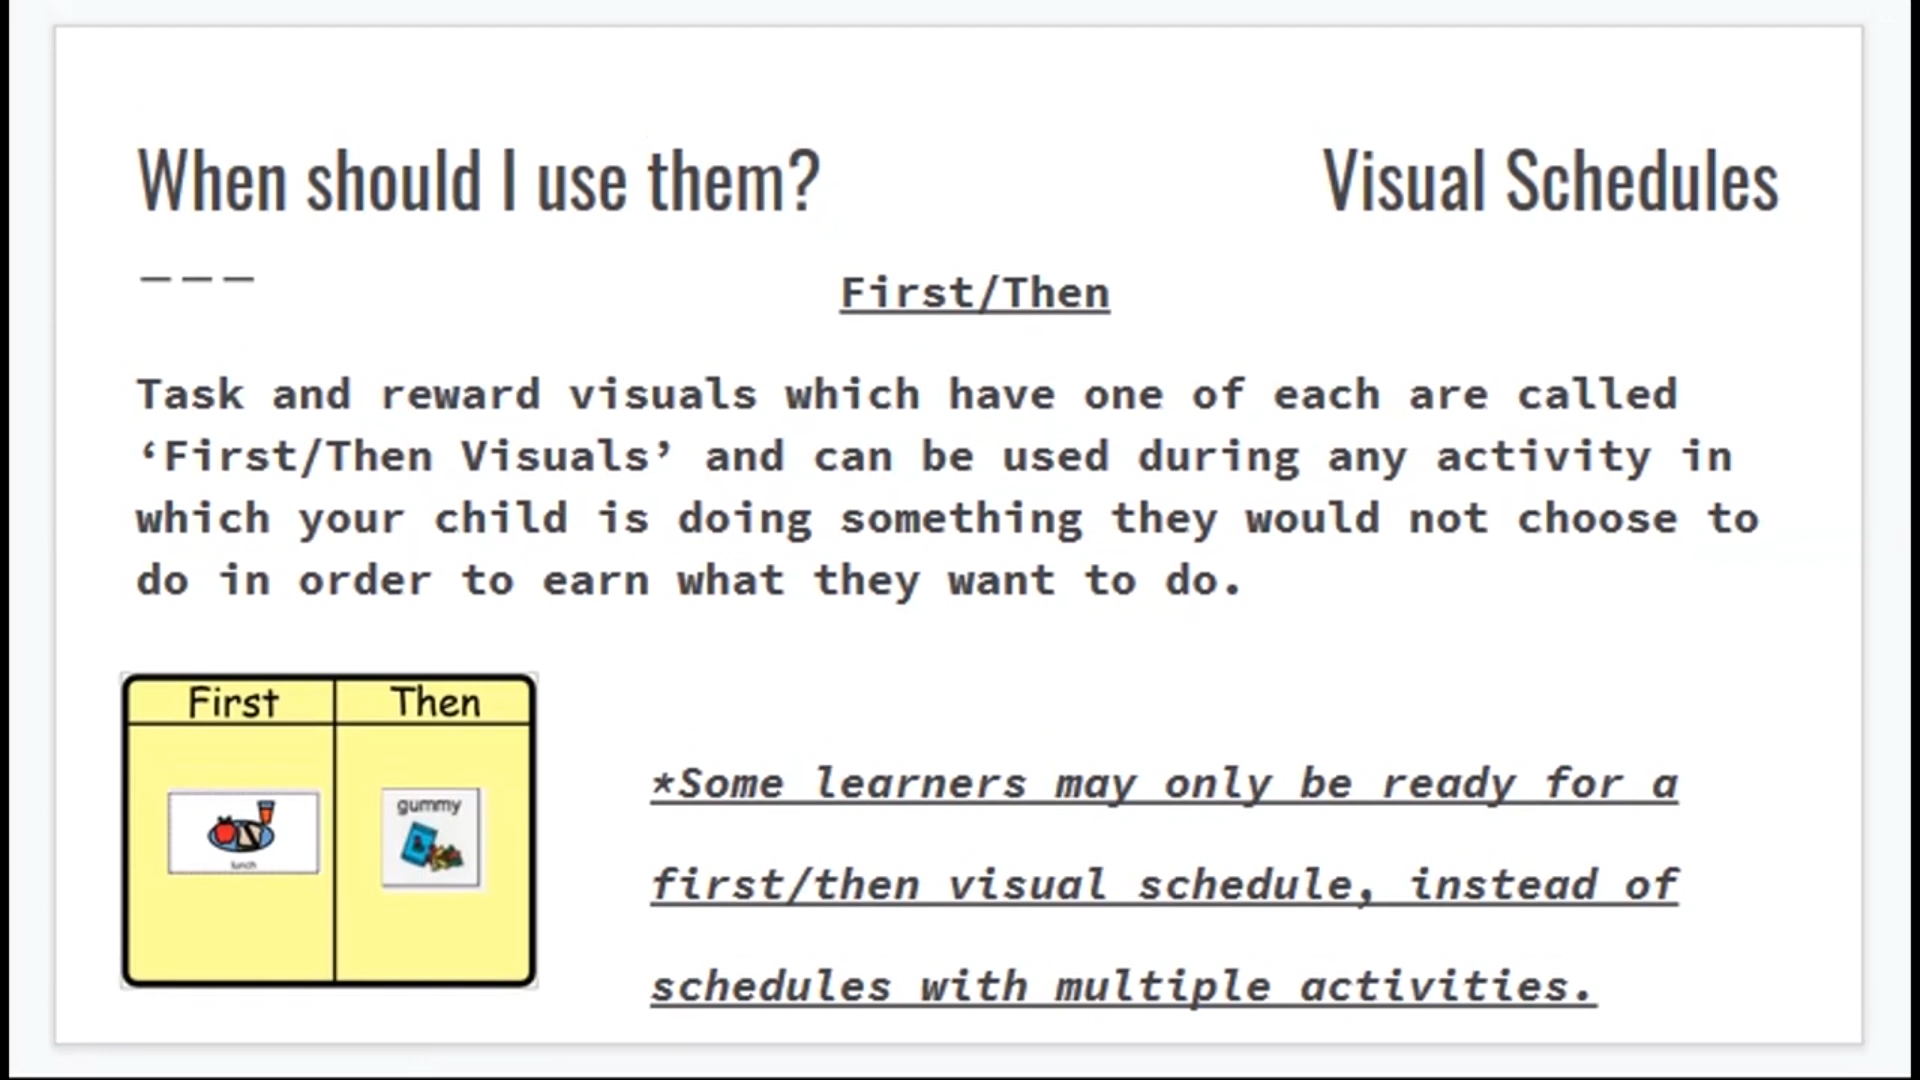 When should I use them?
Visual Schedules
First/Then
Task and reward visuals which have one of each are called
‘First/Then Visuals’ and can be used during any activity in
which your child is doing something they would not choose to
do in order to earn what they want to do.
First
Then
lunch
gummy
*Some learners may only be ready for a
first/then visual schedule, instead of
schedules with multiple activities.